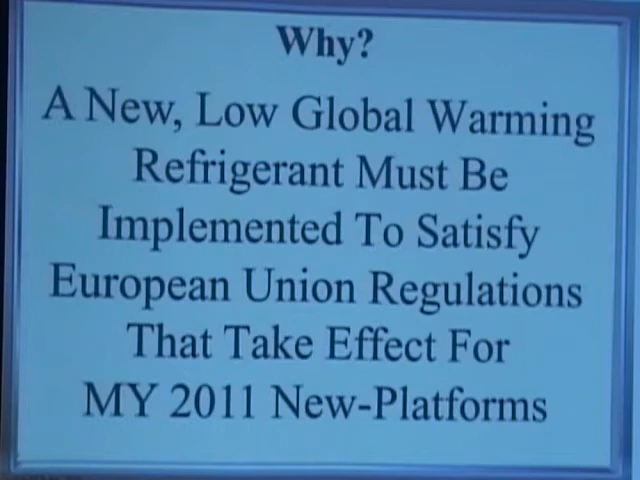 Why?
A New, Low Global Warming
Refrigerant Must Be
Implemented To Satisfy
European Union Regulations
That Take Effect For
MY 2011 New-Platforms